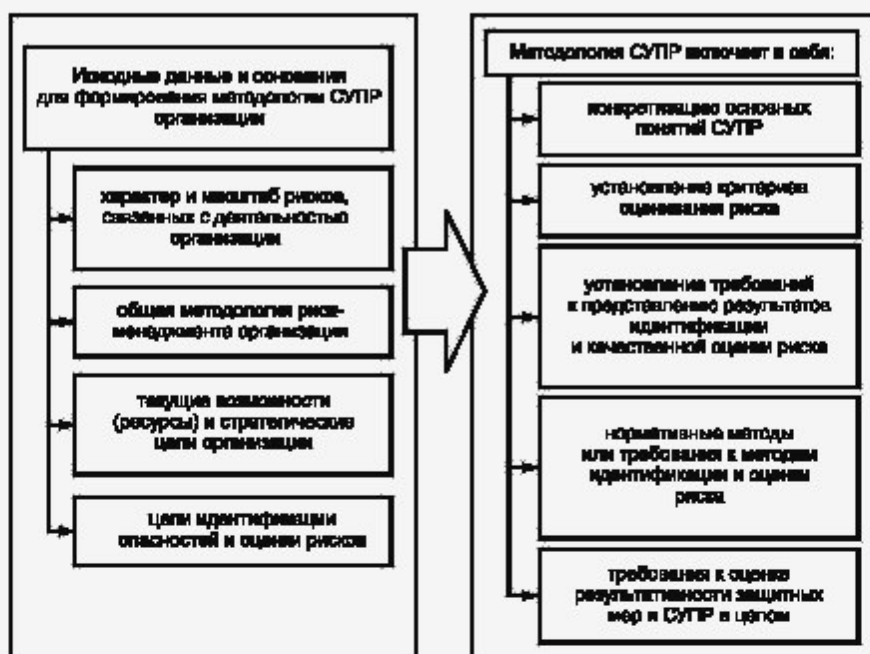 Исходные данные и основания
для формирования методологии СУПР
организации
характер и масштаб рисков,
связанных с деятельностью
организации
общая методология риск-
менеджмента организации
текущие возможности
(ресурсы) и стратегические
цели организации
цели идентификации
опасностей и оценки рисков
Методология СУПР включает в себя:
конкретизацию основных
понятий СУПР
установление критериев
оценивания риска
установление требований
к представлению результатов
идентификации
и качественной оценки риска
нормативные методы
или требования к методам
идентификации и оценки
риска
требования к оценке
результативности защитных
мер и СУПР в целом